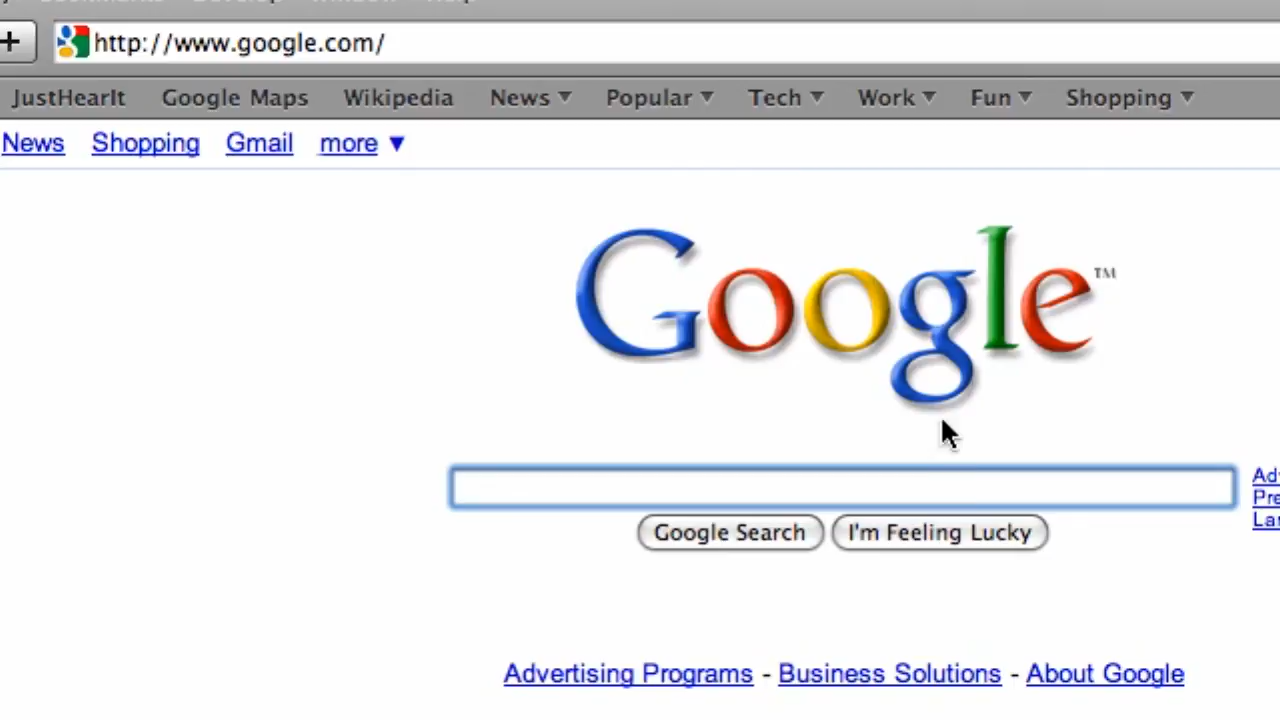 http://www.google.com/
JustHearIt Google Maps Wikipedia News Popular Tech Work Fun Shopping
News Shopping Gmail more
Google™
Google Search I'm Feeling Lucky
Advertising Programs - Business Solutions - About Google